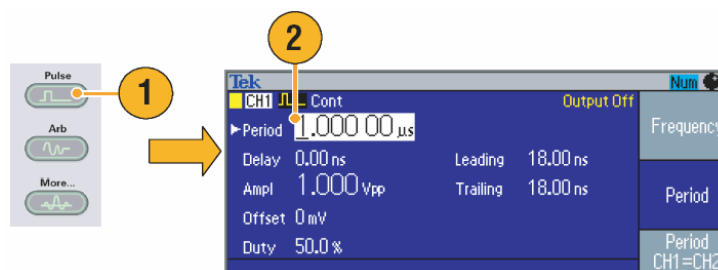 2
Pulse
1
Arb
More...
Tek Num
CH1 Cont Output Off
Period 1.000 00 µs
Delay 0.00 ns Leading 18.00 ns
Ampl 1.000 Vpp Trailing 18.00 ns
Offset 0 mV
Duty 50.0 %
Frequency
Period
Period
CH1=CH2